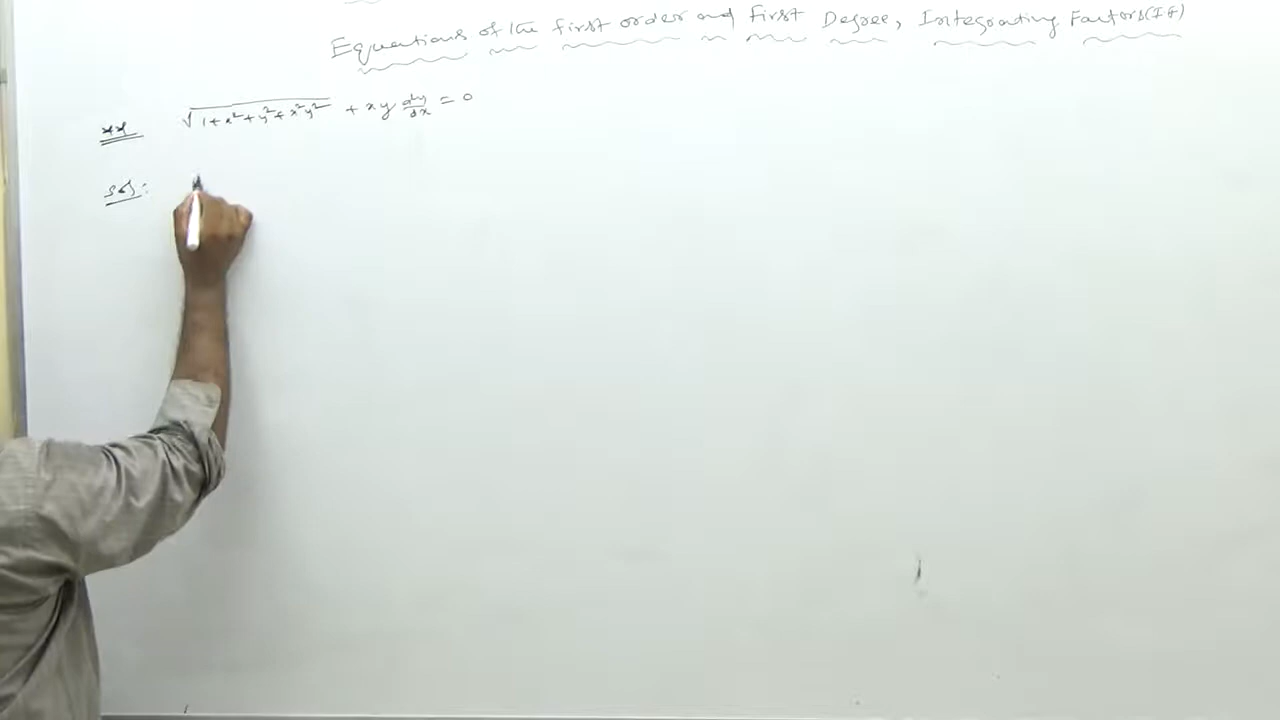 Equations of the first order and first Degree, Integrating Factors(IF)
√(1+x²+y²+x²y²) + xy dy/dx = 0
Sol: